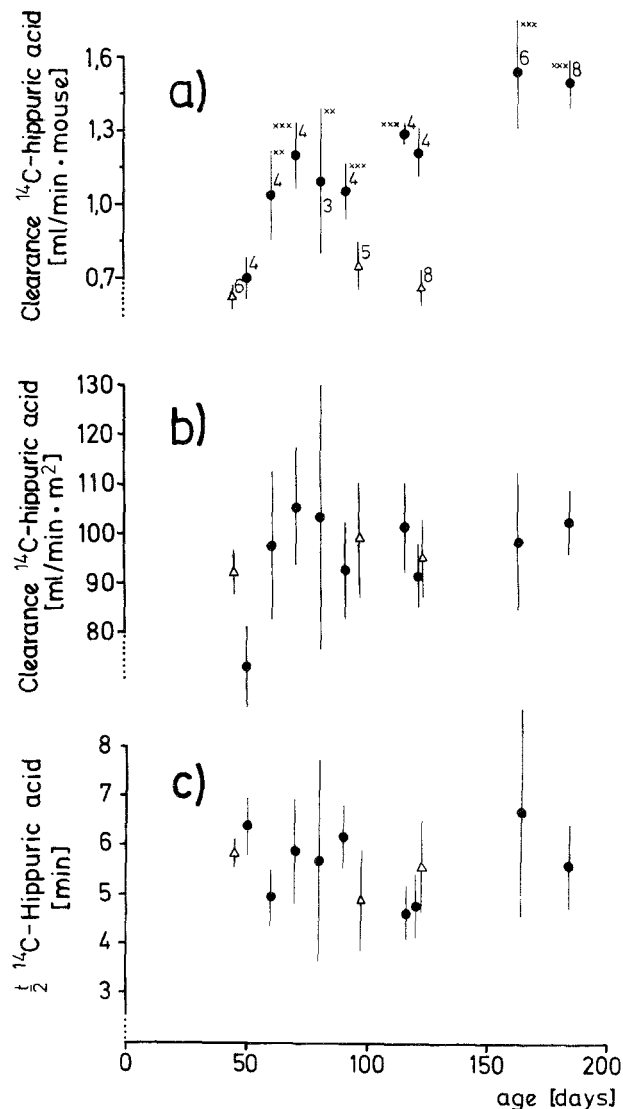 Clearance ¹⁴C-hippuric acid
[ml/min · mouse]
a)
1,6
1,3
1,0
0,7
6
4
4
xx
4
xxx
3
xx
4
xxx
5
xxx
4
4
8
6
xxx
xxx
8
Clearance ¹⁴C-hippuric acid
[ml/min · m²]
b)
130
120
110
100
90
80
t/2 ¹⁴C-Hippuric acid
[min]
c)
8
7
6
5
4
3
0
50
100
150
200
age [days]